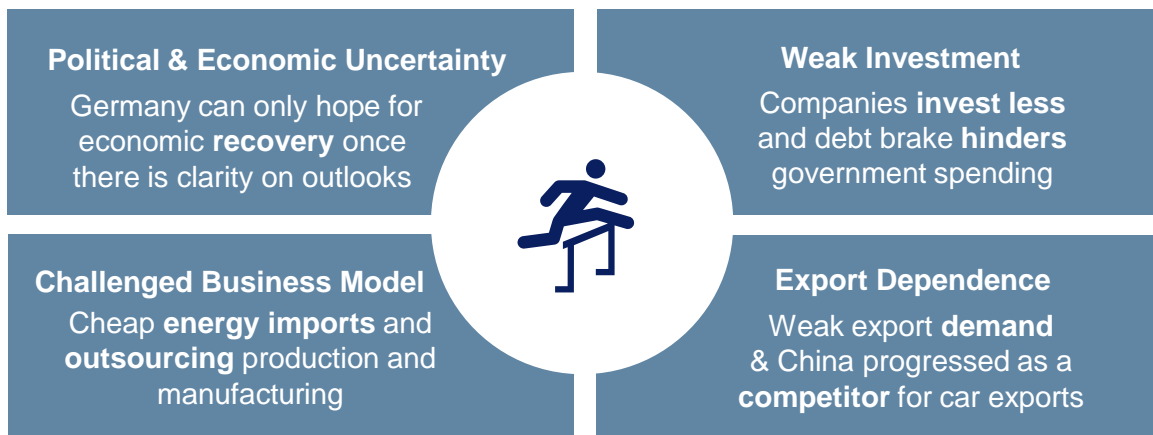 Political & Economic Uncertainty
Germany can only hope for
economic recovery once
there is clarity on outlooks
Weak Investment
Companies invest less
and debt brake hinders
government spending
Challenged Business Model
Cheap energy imports and
outsourcing production and
manufacturing
Export Dependence
Weak export demand
& China progressed as a
competitor for car exports